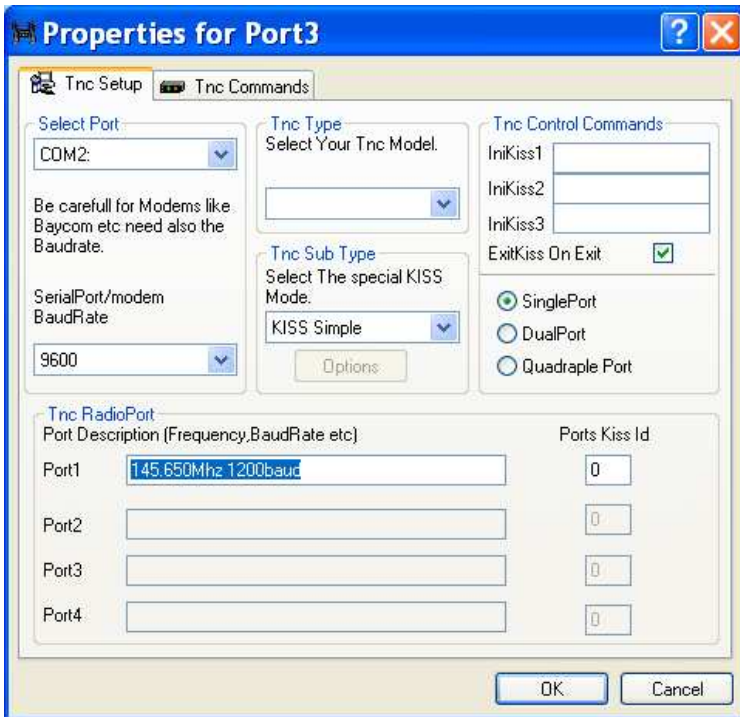 Properties for Port3
Tnc Setup
Tnc Commands
Select Port
COM2:
Be carefull for Modems like
Baycom etc need also the
Baudrate.
SerialPort/modem
BaudRate
9600
Tnc Type
Select Your Tnc Model.
Tnc Sub Type
Select The special KISS
Mode.
KISS Simple
Options
Tnc Control Commands
IniKiss1
IniKiss2
IniKiss3
ExitKiss On Exit
SinglePort
DualPort
Quadraple Port
Tnc RadioPort
Port Description (Frequency,BaudRate etc)
Ports Kiss Id
Port1
145.650Mhz 1200baud
0
Port2
0
Port3
0
Port4
0
OK
Cancel